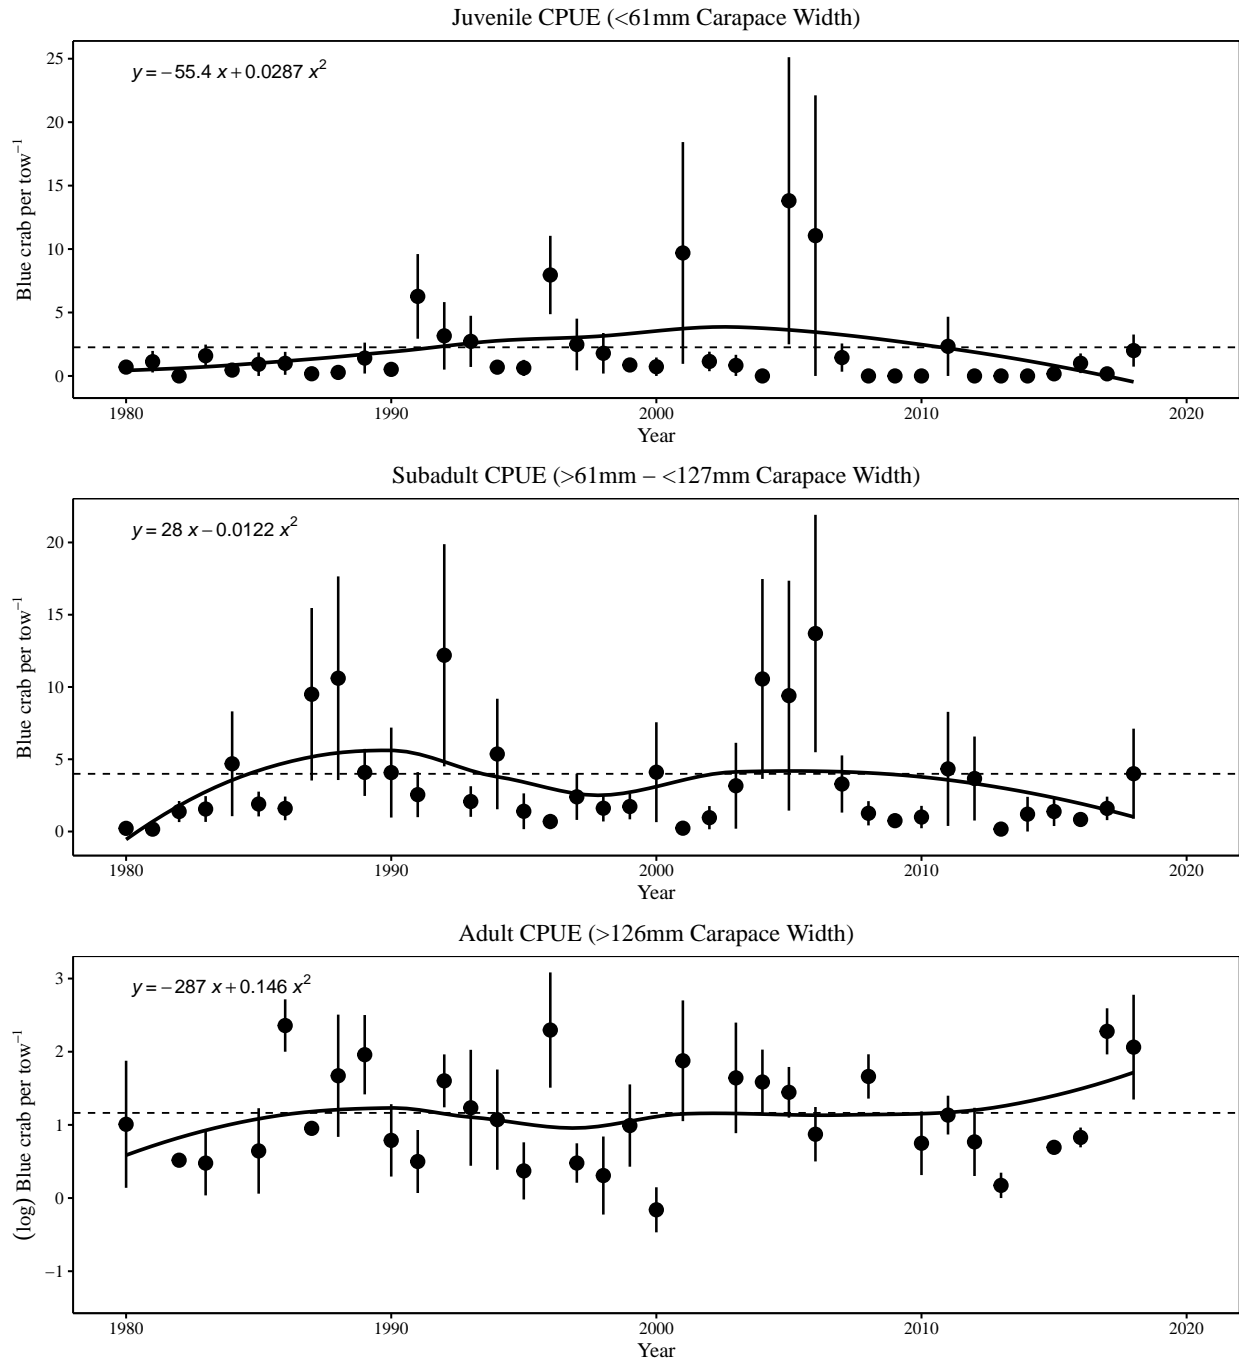 Juvenile CPUE (<61mm Carapace Width)
y = −55.4 x + 0.0287 x²
25
20
15
10
5
0
Blue crab per tow⁻¹
1980 1990 2000 2010 2020
Year
Subadult CPUE (>61mm – <127mm Carapace Width)
y = 28 x − 0.0122 x²
20
15
10
5
0
Blue crab per tow⁻¹
1980 1990 2000 2010 2020
Year
Adult CPUE (>126mm Carapace Width)
y = −287 x + 0.146 x²
3
2
1
0
−1
(log) Blue crab per tow⁻¹
1980 1990 2000 2010 2020
Year